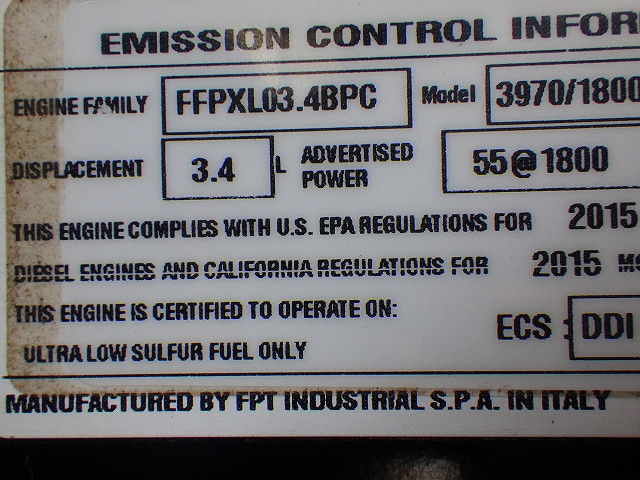 EMISSION CONTROL INFOR
ENGINE FAMILY FFPXL03.4BPC Model 3970/1800
DISPLACEMENT 3.4 L ADVERTISED POWER 55@1800
THIS ENGINE COMPLIES WITH U.S. EPA REGULATIONS FOR 2015
DIESEL ENGINES AND CALIFORNIA REGULATIONS FOR 2015 MO
THIS ENGINE IS CERTIFIED TO OPERATE ON:
ULTRA LOW SULFUR FUEL ONLY ECS : DDI
MANUFACTURED BY FPT INDUSTRIAL S.P.A. IN ITALY